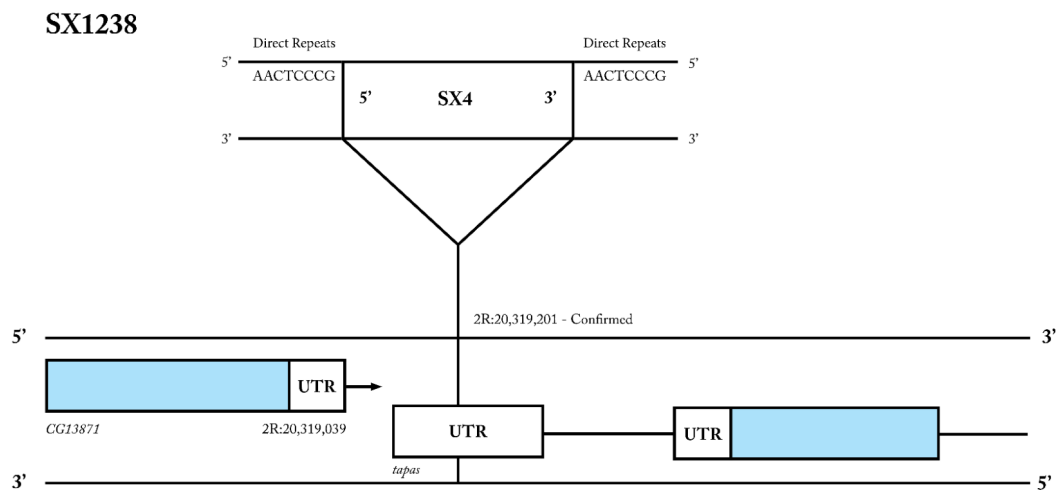 SX1238
Direct Repeats Direct Repeats
5’ 5’
AACTCCCG AACTCCCG
5’ SX4 3’
3’ 3’
2R:20,319,201 - Confirmed
5’ 3’
UTR
CG13871 2R:20,319,039
UTR UTR
tapas
3’ 5’